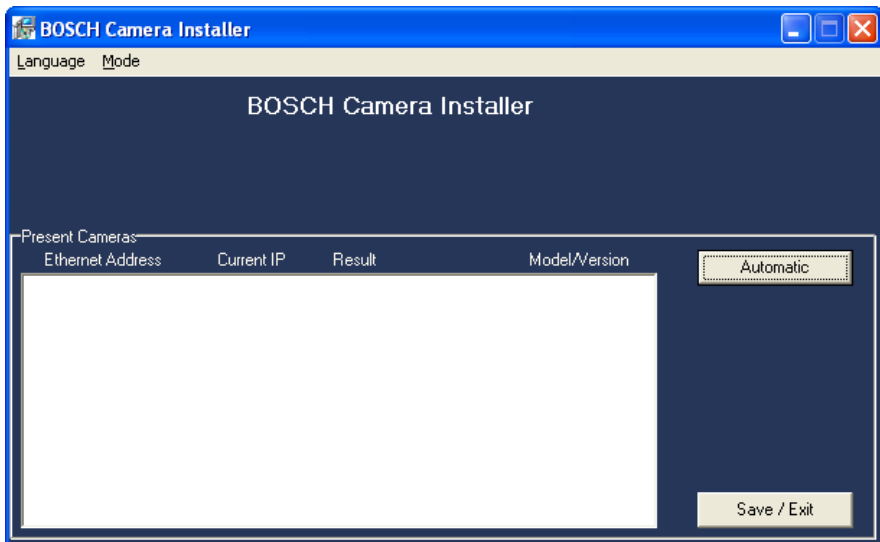 BOSCH Camera Installer
Language Mode
BOSCH Camera Installer
Present Cameras
Ethernet Address Current IP Result Model/Version
Automatic
Save / Exit